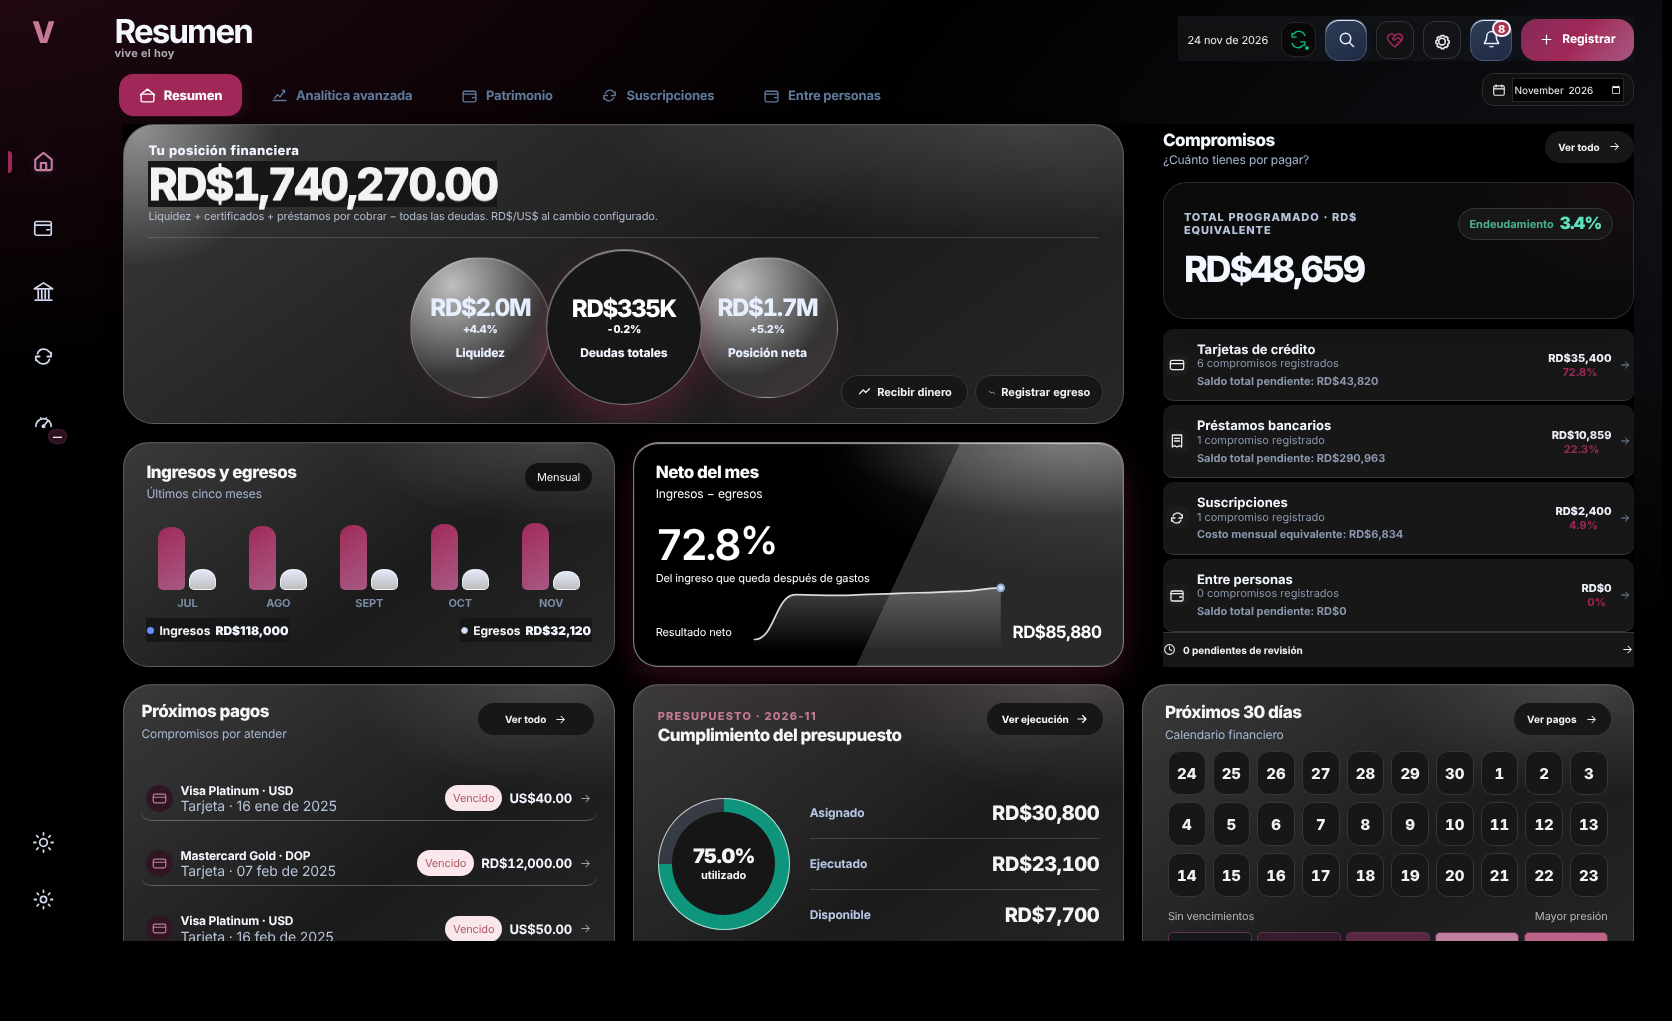 V
Resumen
vive el hoy
24 nov de 2026
8
Registrar
Resumen
Analítica avanzada
Patrimonio
Suscripciones
Entre personas
November 2026
Tu posición financiera
RD$1,740,270.00
Liquidez + certificados + préstamos por cobrar − todas las deudas. RD$/US$ al cambio configurado.
RD$2.0M
+4.4%
Liquidez
RD$335K
-0.2%
Deudas totales
RD$1.7M
+5.2%
Posición neta
Recibir dinero
Registrar egreso
Compromisos
¿Cuánto tienes por pagar?
Ver todo
TOTAL PROGRAMADO · RD$
EQUIVALENTE
Endeudamiento 3.4%
RD$48,659
Tarjetas de crédito
6 compromisos registrados
Saldo total pendiente: RD$43,820
RD$35,400
72.8%
Préstamos bancarios
1 compromiso registrado
Saldo total pendiente: RD$290,963
RD$10,859
22.3%
Suscripciones
1 compromiso registrado
Costo mensual equivalente: RD$6,834
RD$2,400
4.9%
Entre personas
0 compromisos registrados
Saldo total pendiente: RD$0
RD$0
0%
0 pendientes de revisión
Ingresos y egresos
Últimos cinco meses
Mensual
JUL AGO SEPT OCT NOV
Ingresos RD$118,000
Egresos RD$32,120
Neto del mes
Ingresos − egresos
72.8%
Del ingreso que queda después de gastos
Resultado neto
RD$85,880
Próximos pagos
Compromisos por atender
Ver todo
Visa Platinum · USD
Tarjeta · 16 ene de 2025
Vencido US$40.00
Mastercard Gold · DOP
Tarjeta · 07 feb de 2025
Vencido RD$12,000.00
Visa Platinum · USD
Tarjeta · 16 feb de 2025
Vencido US$50.00
PRESUPUESTO · 2026-11
Cumplimiento del presupuesto
Ver ejecución
75.0%
utilizado
Asignado RD$30,800
Ejecutado RD$23,100
Disponible RD$7,700
Próximos 30 días
Calendario financiero
Ver pagos
24 25 26 27 28 29 30 1 2 3
4 5 6 7 8 9 10 11 12 13
14 15 16 17 18 19 20 21 22 23
Sin vencimientos
Mayor presión